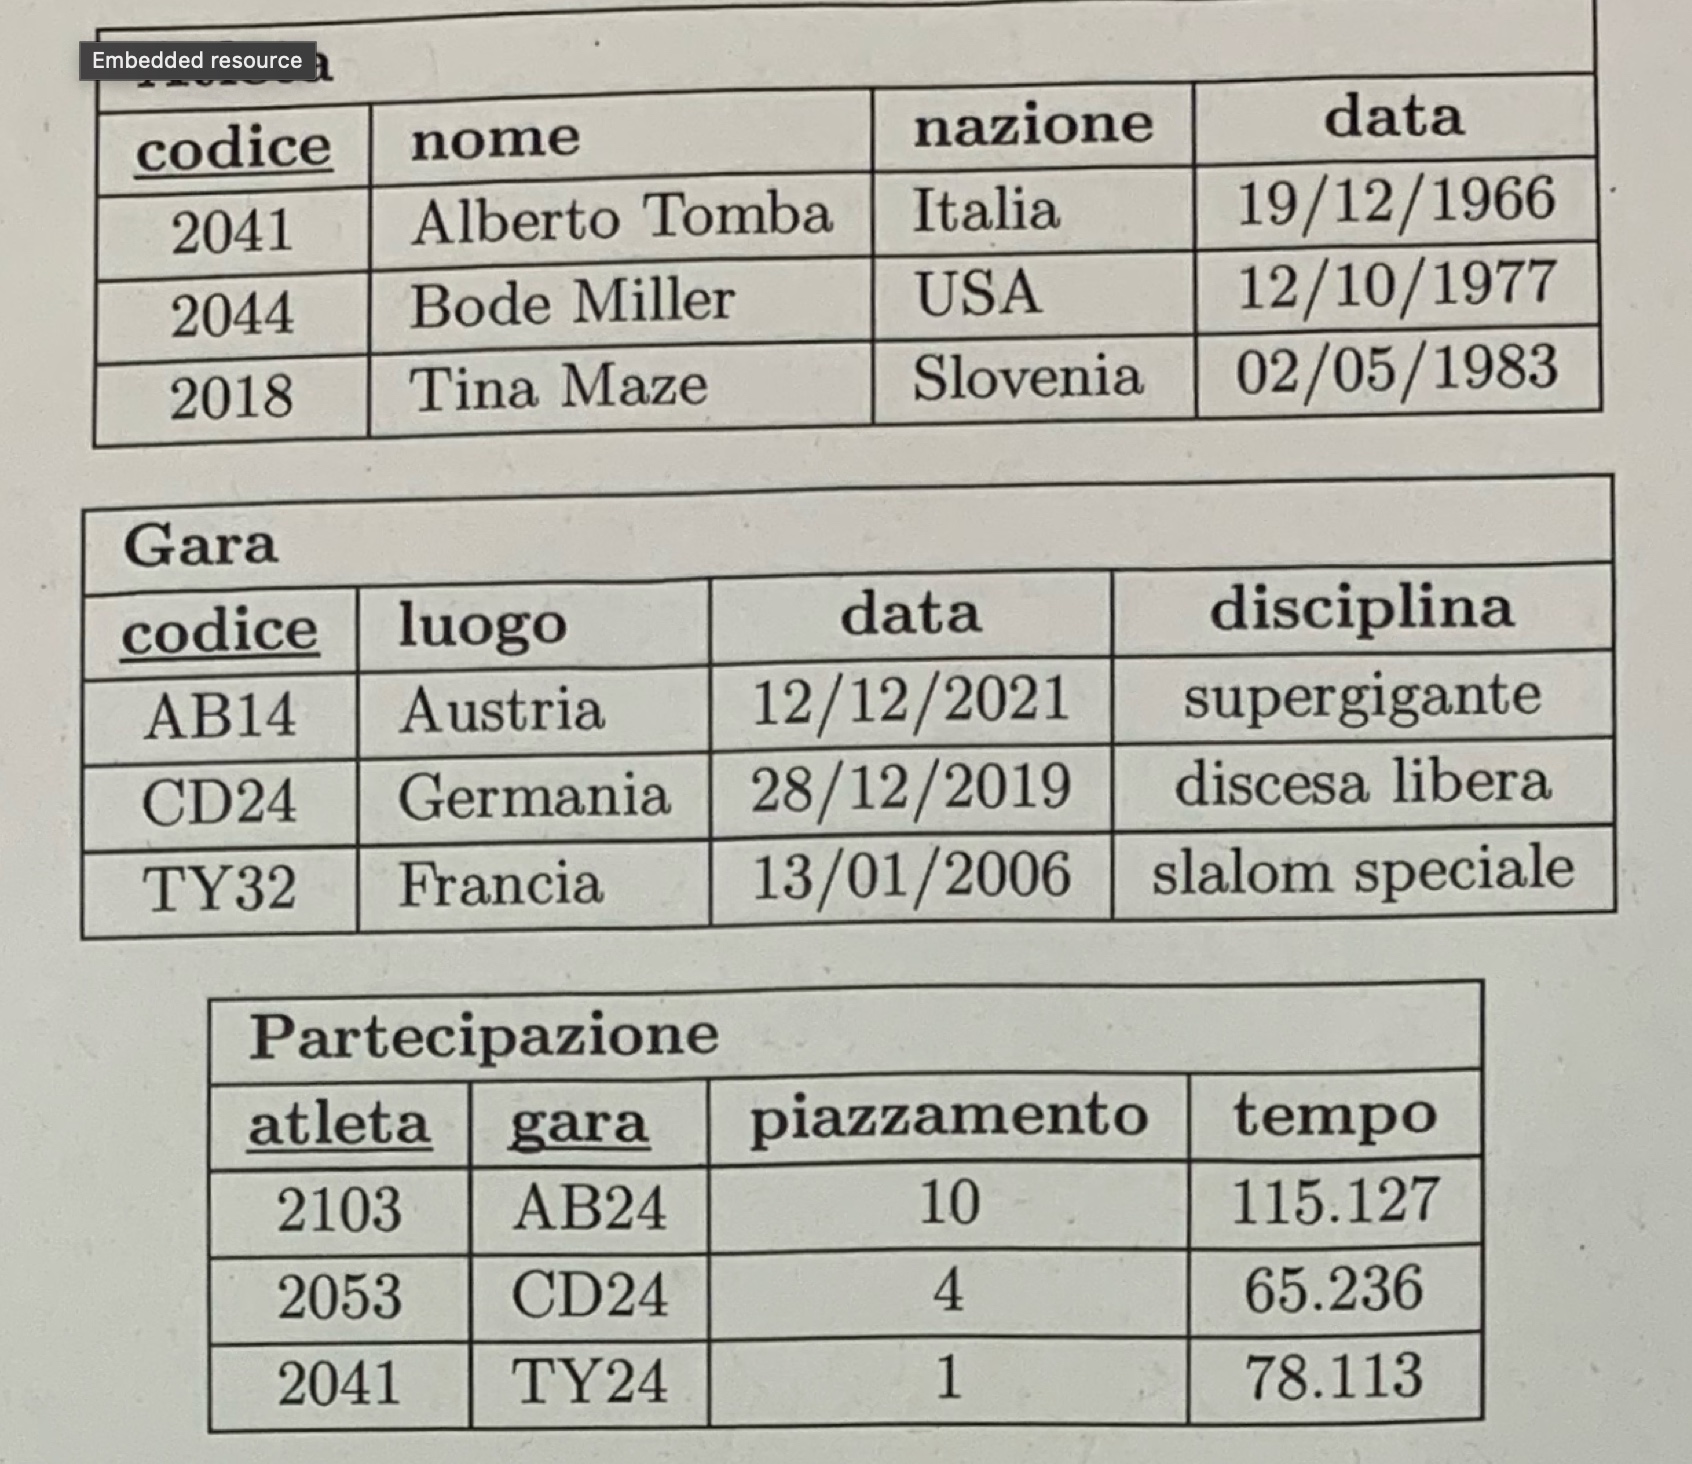 Embedded resource
codice nome nazione data
2041 Alberto Tomba Italia 19/12/1966
2044 Bode Miller USA 12/10/1977
2018 Tina Maze Slovenia 02/05/1983
Gara
codice luogo data disciplina
AB14 Austria 12/12/2021 supergigante
CD24 Germania 28/12/2019 discesa libera
TY32 Francia 13/01/2006 slalom speciale
Partecipazione
atleta gara piazzamento tempo
2103 AB24 10 115.127
2053 CD24 4 65.236
2041 TY24 1 78.113